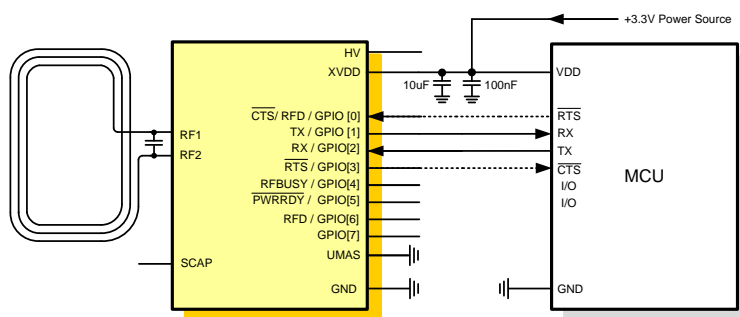 +3.3V Power Source
HV
XVDD
10uF
100nF
VDD
CTS/ RFD / GPIO [0]
RTS
TX / GPIO [1]
RX
RF1
RX / GPIO[2]
TX
RF2
RTS / GPIO[3]
CTS
MCU
RFBUSY / GPIO[4]
I/O
PWRRDY / GPIO[5]
I/O
RFD / GPIO[6]
GPIO[7]
UMAS
SCAP
GND
GND